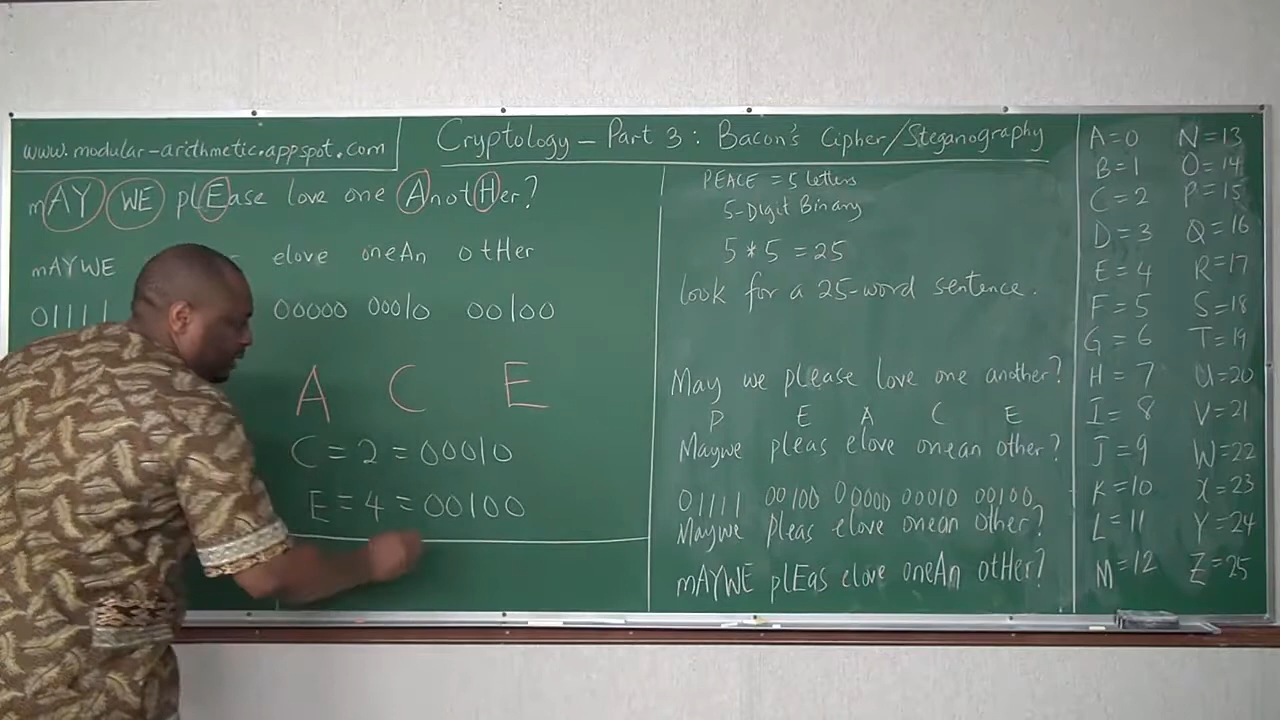 www.modular-arithmetic.appspot.com
Cryptology – Part 3 : Bacon's Cipher/Steganography
mAY WE plEase love one AnotHer?
mAYWE elove oneAn otHer
01111 00000 00010 00100
A C E
C = 2 = 00010
E = 4 = 00100
PEACE = 5 letters
5-Digit Binary
5 * 5 = 25
look for a 25-word sentence.
May we please love one another?
P E A C E
Maywe pleas elove onean other?
01111 00100 00000 00010 00100
Maywe pleas elove onean other?
mAYWE plEas elove oneAn otHer?
A=0 N=13
B=1 O=14
C=2 P=15
D=3 Q=16
E=4 R=17
F=5 S=18
G=6 T=19
H=7 U=20
I=8 V=21
J=9 W=22
K=10 X=23
L=11 Y=24
M=12 Z=25